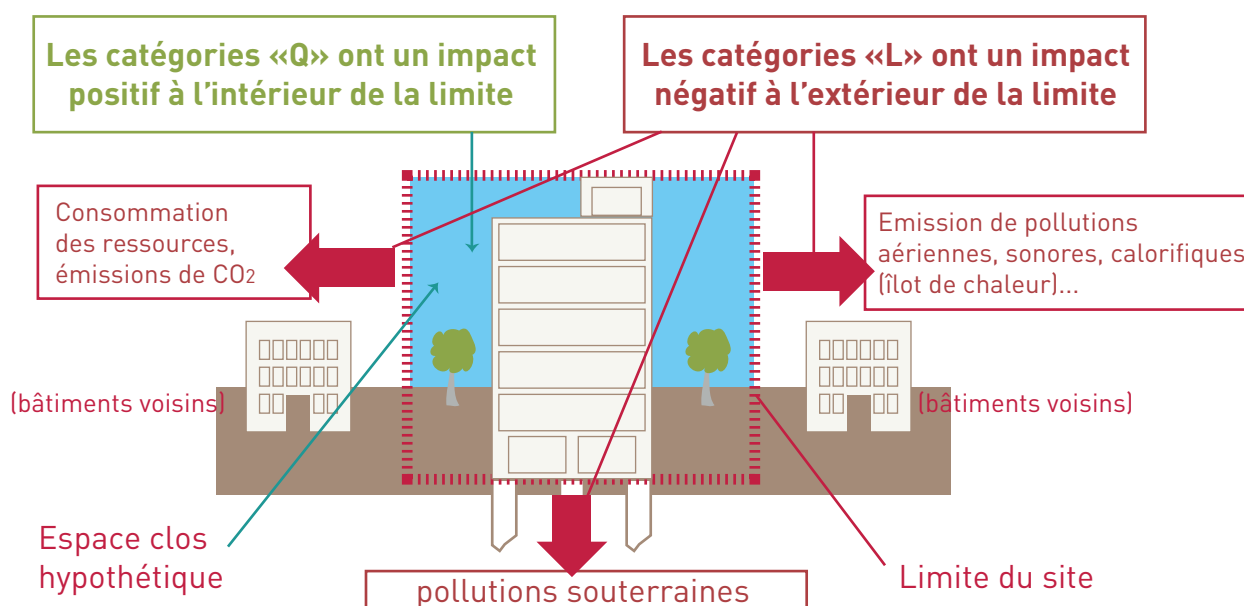 Les catégories «Q» ont un impact
positif à l’intérieur de la limite
Les catégories «L» ont un impact
négatif à l’extérieur de la limite
Consommation
des ressources,
émissions de CO2
Emission de pollutions
aériennes, sonores, calorifiques
(îlot de chaleur)...
(bâtiments voisins)
(bâtiments voisins)
Espace clos
hypothétique
pollutions souterraines
Limite du site